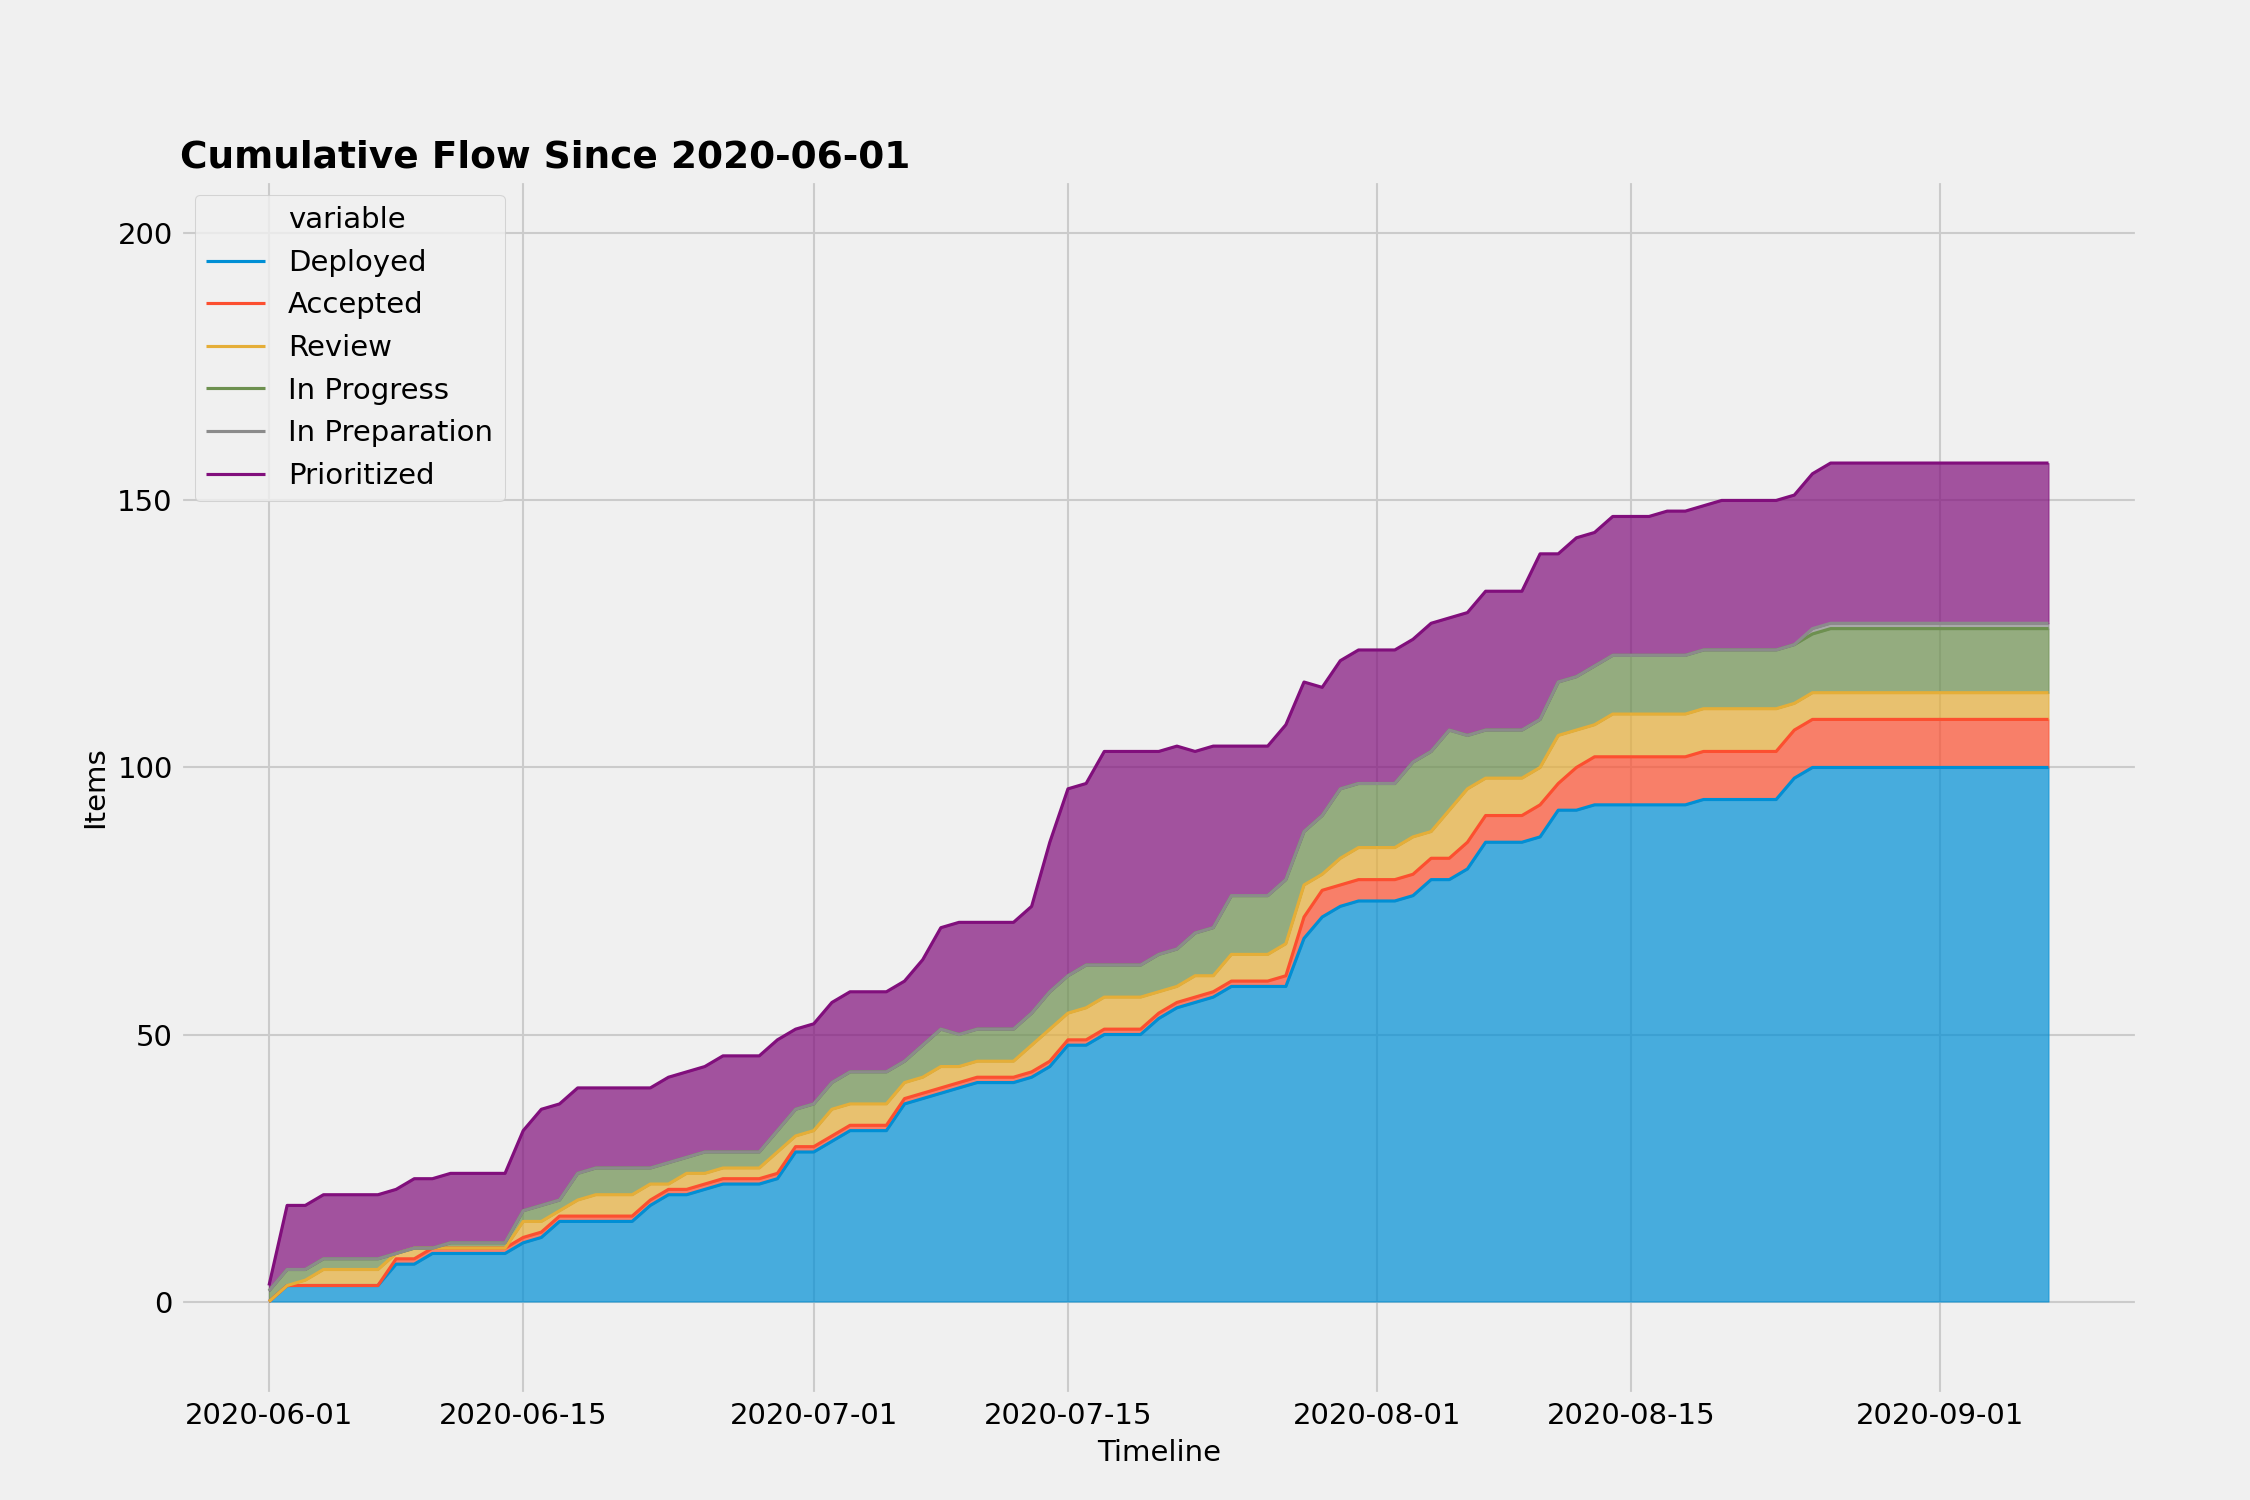 Cumulative Flow Since 2020-06-01
variable
Deployed
Accepted
Review
In Progress
In Preparation
Prioritized
200
150
100
50
0
Items
2020-06-01
2020-06-15
2020-07-01
2020-07-15
2020-08-01
2020-08-15
2020-09-01
Timeline